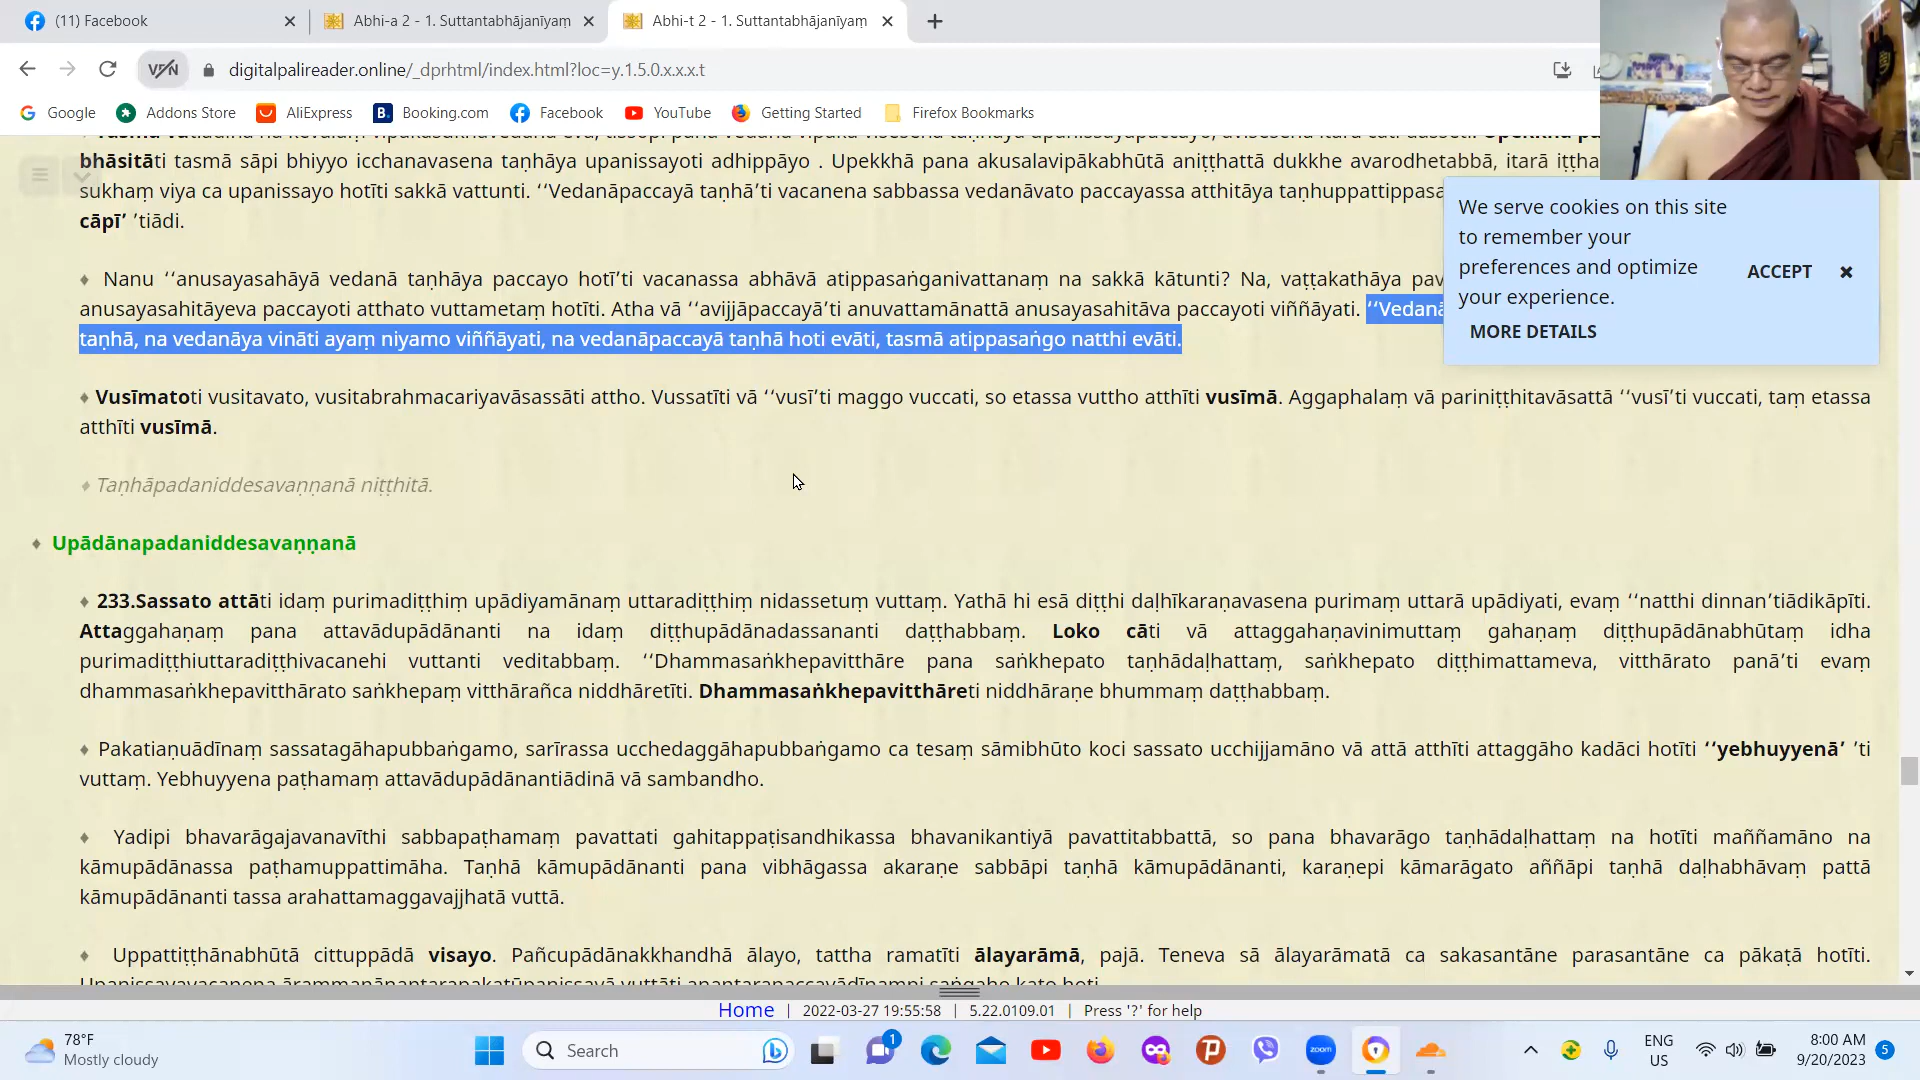 (11) Facebook
Abhi-a 2 - 1. Suttantabhājanīyaṃ
Abhi-t 2 - 1. Suttantabhājanīyaṃ
VPN
digitalpalireader.online/_dprhtml/index.html?loc=y.1.5.0.x.x.x.t
Google Addons Store AliExpress Booking.com Facebook YouTube Getting Started Firefox Bookmarks
bhāsitāti tasmā sāpi bhiyyo icchanavasena taṇhāya upanissayoti adhippāyo . Upekkhā pana akusalavipākabhūtā aniṭṭhattā dukkhe avarodhetabbā, itarā iṭṭha
sukhaṃ viya ca upanissayo hotīti sakkā vattunti. ‘‘Vedanāpaccayā taṇhā’ti vacanena sabbassa vedanāvato paccayassa atthitāya taṇhuppattippasa
cāpī’ ’tiādi.
♦ Nanu ‘‘anusayasahāyā vedanā taṇhāya paccayo hotī’ti vacanassa abhāvā atippasaṅganivattanaṃ na sakkā kātunti? Na, vaṭṭakathāya pav
anusayasahitāyeva paccayoti atthato vuttametaṃ hotīti. Atha vā ‘‘avijjāpaccayā’ti anuvattamānattā anusayasahitāva paccayoti viññāyati. ‘‘Vedanā
taṇhā, na vedanāya vināti ayaṃ niyamo viññāyati, na vedanāpaccayā taṇhā hoti evāti, tasmā atippasaṅgo natthi evāti.
♦ Vusīmatoti vusitavato, vusitabrahmacariyavāsassāti attho. Vussatīti vā ‘‘vusī’ti maggo vuccati, so etassa vuttho atthīti vusīmā. Aggaphalaṃ vā pariniṭṭhitavāsattā ‘‘vusī’ti vuccati, taṃ etassa
atthīti vusīmā.
♦ Taṇhāpadaniddesavaṇṇanā niṭṭhitā.
♦ Upādānapadaniddesavaṇṇanā
♦ 233.Sassato attāti idaṃ purimadiṭṭhiṃ upādiyamānaṃ uttaradiṭṭhiṃ nidassetuṃ vuttaṃ. Yathā hi esā diṭṭhi daḷhīkaraṇavasena purimaṃ uttarā upādiyati, evaṃ ‘‘natthi dinnan’tiādikāpīti.
Attaggahaṇaṃ pana attavādupādānanti na idaṃ diṭṭhupādānadassananti daṭṭhabbaṃ. Loko cāti vā attaggahaṇavinimuttaṃ gahaṇaṃ diṭṭhupādānabhūtaṃ idha
purimadiṭṭhiuttaradiṭṭhivacanehi vuttanti veditabbaṃ. ‘‘Dhammasaṅkhepavitthāre pana saṅkhepato taṇhādaḷhattaṃ, saṅkhepato diṭṭhimattameva, vitthārato panā’ti evaṃ
dhammasaṅkhepavitthārato saṅkhepaṃ vitthārañca niddhāretīti. Dhammasaṅkhepavitthāreti niddhāraṇe bhummaṃ daṭṭhabbaṃ.
♦ Pakatiaṇuādīnaṃ sassatagāhapubbaṅgamo, sarīrassa ucchedaggāhapubbaṅgamo ca tesaṃ sāmibhūto koci sassato ucchijjamāno vā attā atthīti attaggāho kadāci hotīti ‘‘yebhuyyenā’ ’ti
vuttaṃ. Yebhuyyena paṭhamaṃ attavādupādānantiādinā vā sambandho.
♦ Yadipi bhavarāgajavanavīthi sabbapaṭhamaṃ pavattati gahitappaṭisandhikassa bhavanikantiyā pavattitabbattā, so pana bhavarāgo taṇhādaḷhattaṃ na hotīti maññamāno na
kāmupādānassa paṭhamuppattimāha. Taṇhā kāmupādānanti pana vibhāgassa akaraṇe sabbāpi taṇhā kāmupādānanti, karaṇepi kāmarāgato aññāpi taṇhā daḷhabhāvaṃ pattā
kāmupādānanti tassa arahattamaggavajjhatā vuttā.
♦ Uppattiṭṭhānabhūtā cittuppādā visayo. Pañcupādānakkhandhā ālayo, tattha ramatīti ālayarāmā, pajā. Teneva sā ālayarāmatā ca sakasantāne parasantāne ca pākaṭā hotīti.
We serve cookies on this site
to remember your
preferences and optimize
your experience.
ACCEPT ×
MORE DETAILS
Home | 2022-03-27 19:55:58 | 5.22.0109.01 | Press '?' for help
78°F
Mostly cloudy
Search
1
zoom
ENG
US
8:00 AM
9/20/2023
5